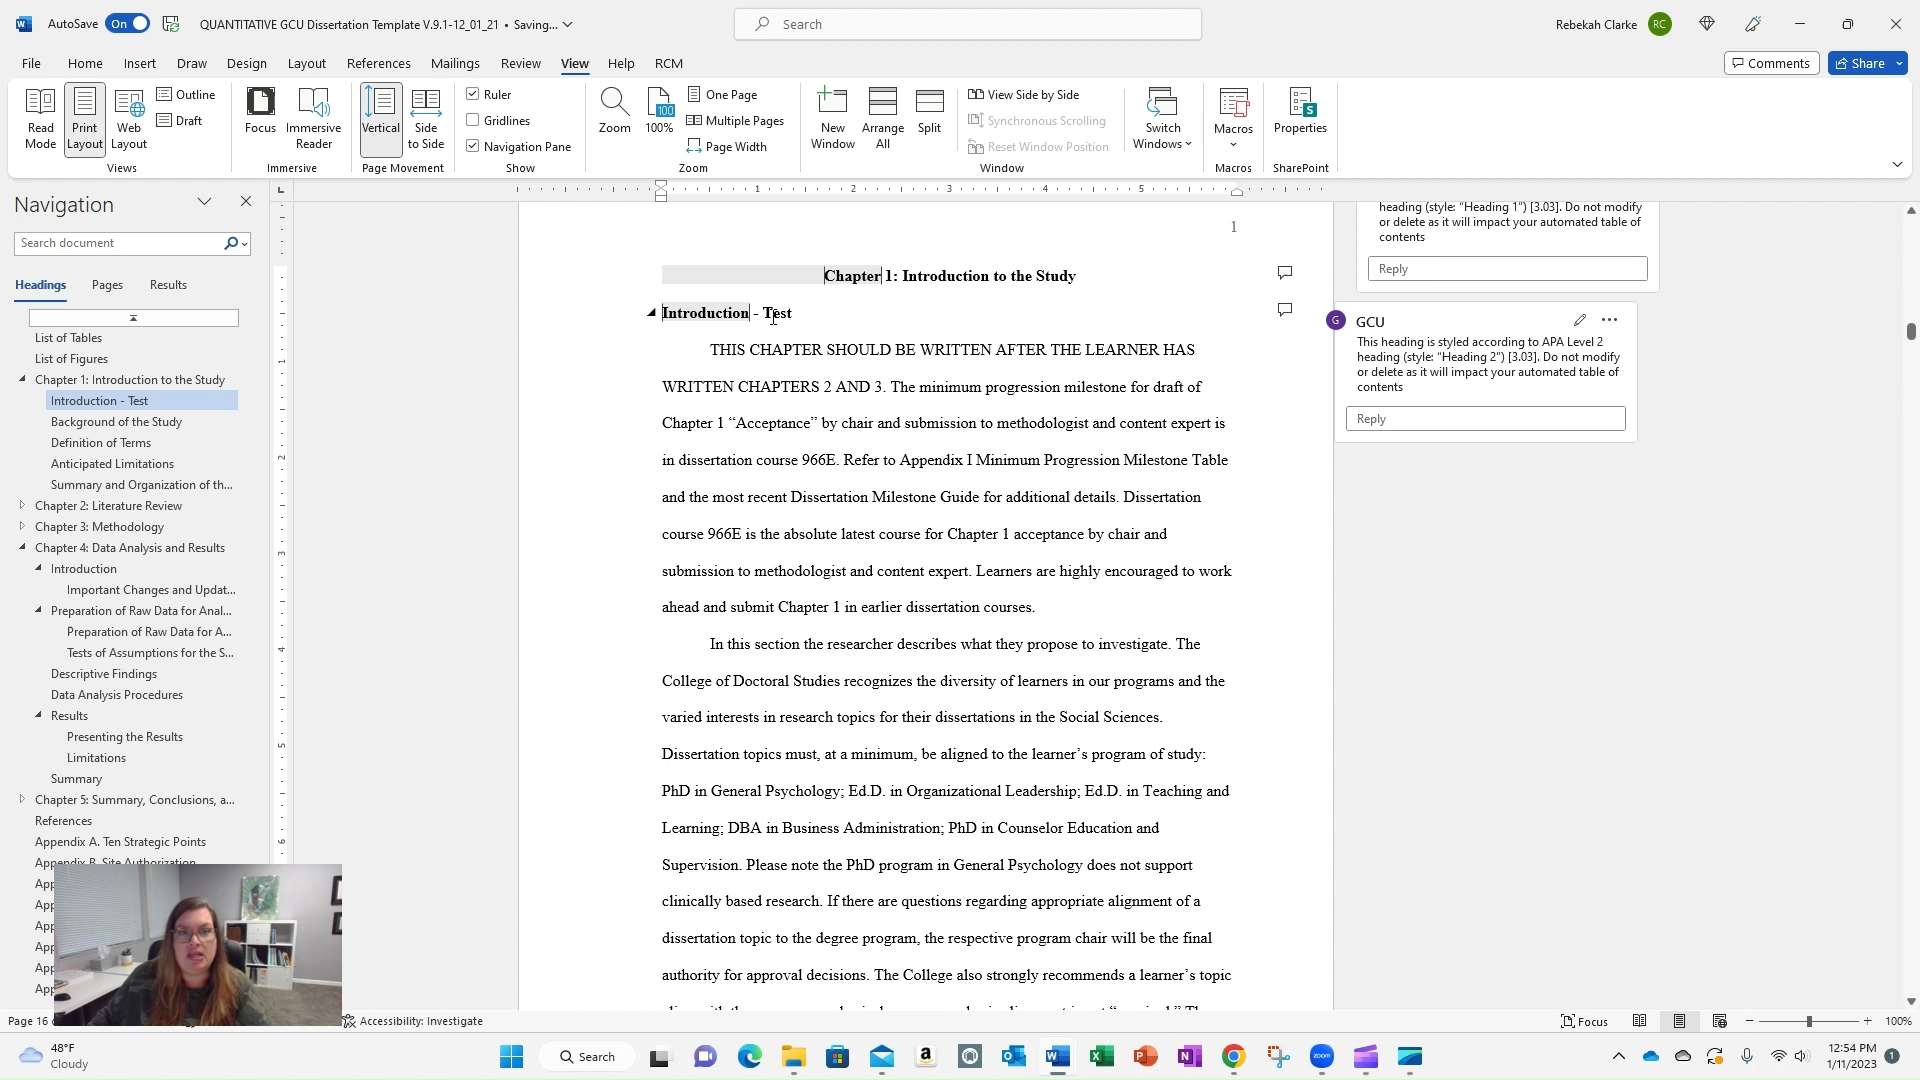 AutoSave On QUANTITATIVE GCU Dissertation Template V.9.1-12_01_21 • Saving... Search Rebekah Clarke RC
File Home Insert Draw Design Layout References Mailings Review View Help RCM Comments Share
Read Mode
Print Layout
Web Layout
Outline
Draft
Views
Focus
Immersive Reader
Immersive
Vertical
Side to Side
Page Movement
Ruler
Gridlines
Navigation Pane
Show
Zoom
100
100%
One Page
Multiple Pages
Page Width
Zoom
New Window
Arrange All
Split
View Side by Side
Synchronous Scrolling
Reset Window Position
Window
Switch Windows
Macros
Macros
Properties
SharePoint
Navigation
Search document
Headings Pages Results
List of Tables
List of Figures
Chapter 1: Introduction to the Study
Introduction - Test
Background of the Study
Definition of Terms
Anticipated Limitations
Summary and Organization of th...
Chapter 2: Literature Review
Chapter 3: Methodology
Chapter 4: Data Analysis and Results
Introduction
Important Changes and Updat...
Preparation of Raw Data for Anal...
Preparation of Raw Data for A...
Tests of Assumptions for the S...
Descriptive Findings
Data Analysis Procedures
Results
Presenting the Results
Limitations
Summary
Chapter 5: Summary, Conclusions, a...
References
Appendix A. Ten Strategic Points
Appendix B. Site Authorization
App
App
App
App
App
App
1 2 3 4 5
1
2
3
4
5
6
1
Chapter 1: Introduction to the Study
Introduction - Test
THIS CHAPTER SHOULD BE WRITTEN AFTER THE LEARNER HAS
WRITTEN CHAPTERS 2 AND 3. The minimum progression milestone for draft of
Chapter 1 “Acceptance” by chair and submission to methodologist and content expert is
in dissertation course 966E. Refer to Appendix I Minimum Progression Milestone Table
and the most recent Dissertation Milestone Guide for additional details. Dissertation
course 966E is the absolute latest course for Chapter 1 acceptance by chair and
submission to methodologist and content expert. Learners are highly encouraged to work
ahead and submit Chapter 1 in earlier dissertation courses.
In this section the researcher describes what they propose to investigate. The
College of Doctoral Studies recognizes the diversity of learners in our programs and the
varied interests in research topics for their dissertations in the Social Sciences.
Dissertation topics must, at a minimum, be aligned to the learner’s program of study:
PhD in General Psychology; Ed.D. in Organizational Leadership; Ed.D. in Teaching and
Learning; DBA in Business Administration; PhD in Counselor Education and
Supervision. Please note the PhD program in General Psychology does not support
clinically based research. If there are questions regarding appropriate alignment of a
dissertation topic to the degree program, the respective program chair will be the final
authority for approval decisions. The College also strongly recommends a learner’s topic
heading (style: “Heading 1”) [3.03]. Do not modify
or delete as it will impact your automated table of
contents
Reply
G GCU
This heading is styled according to APA Level 2
heading (style: “Heading 2”) [3.03]. Do not modify
or delete as it will impact your automated table of
contents
Reply
Page 16 Accessibility: Investigate Focus 100%
48°F
Cloudy
Search
zoom
12:54 PM
1/11/2023
1